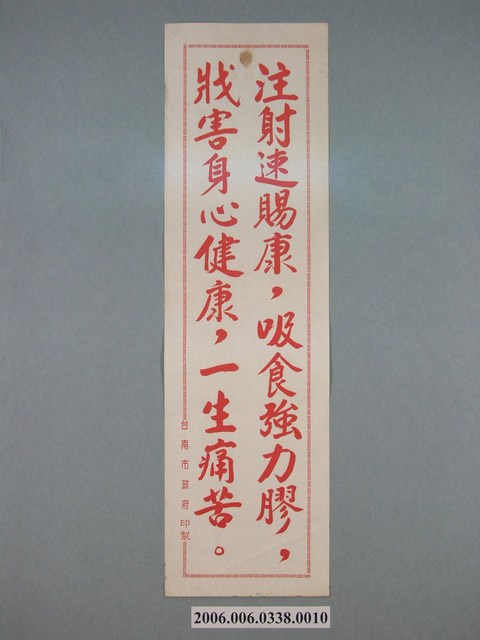 注射速賜康，吸食強力膠，
戕害身心健康，一生痛苦。
台南市政府印製
2006.006.0338.0010